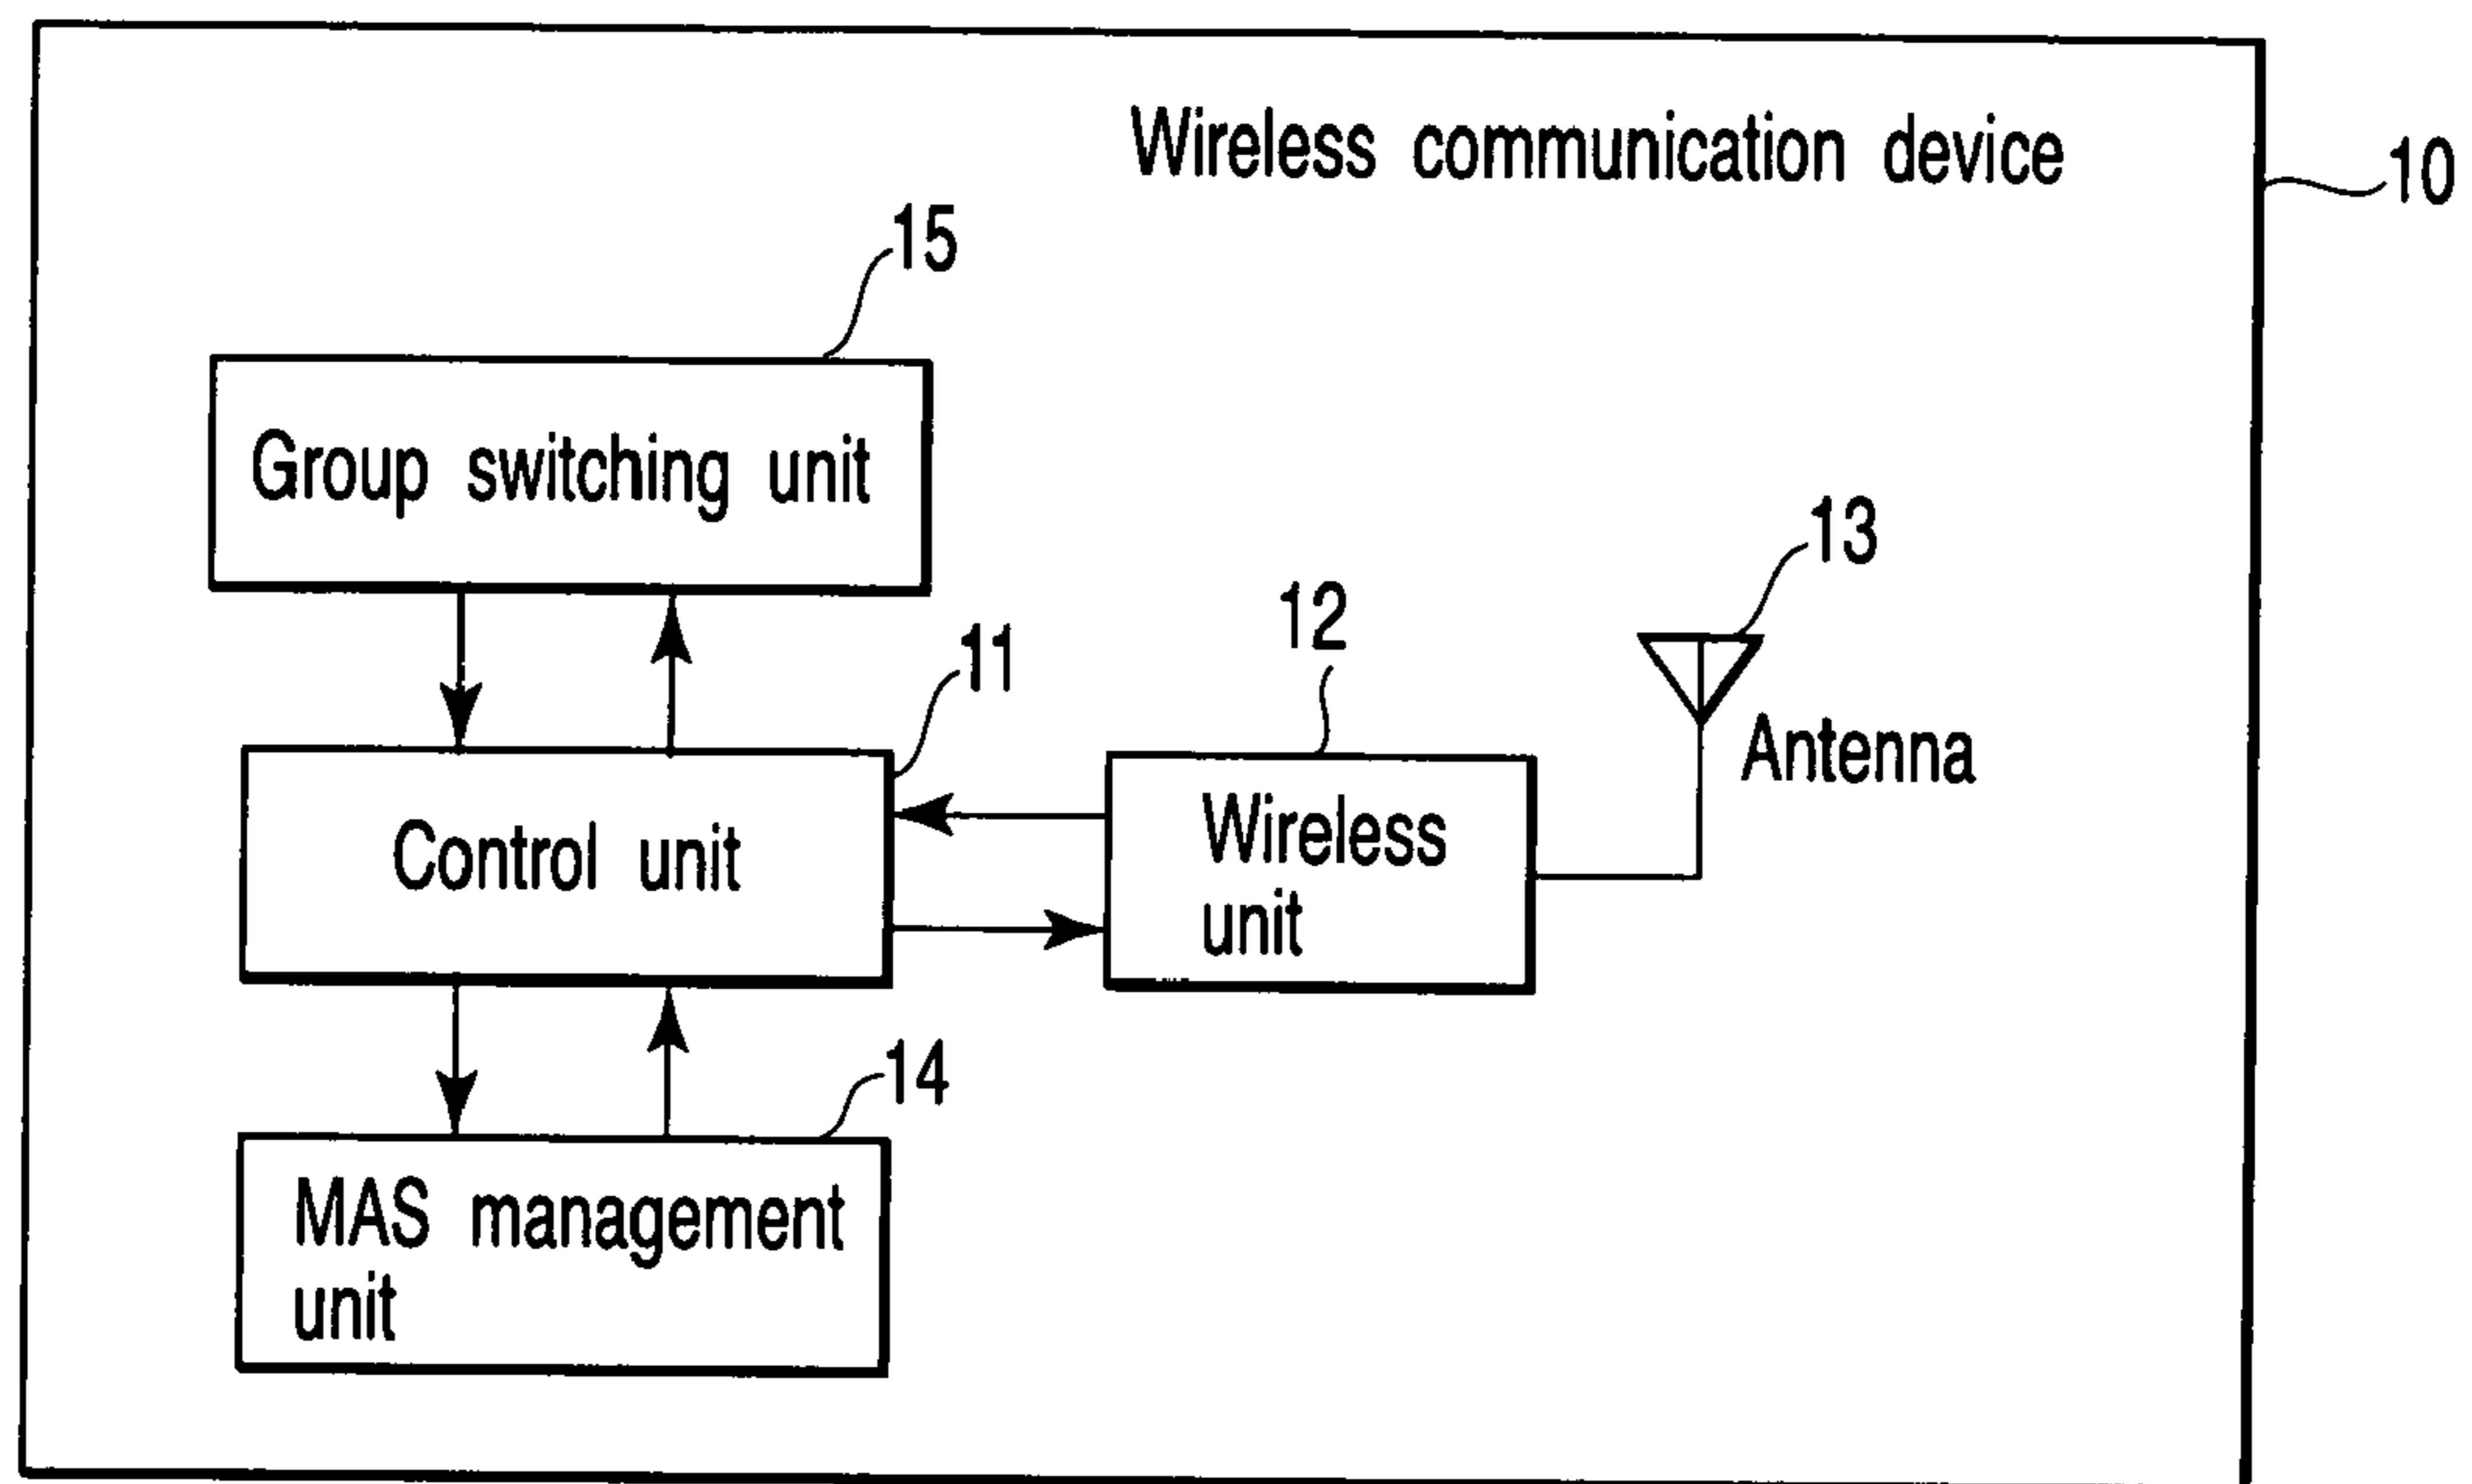 Wireless communication device
10
15
Group switching unit
13
12
11
Antenna
Control unit
Wireless
unit
14
MAS management
unit